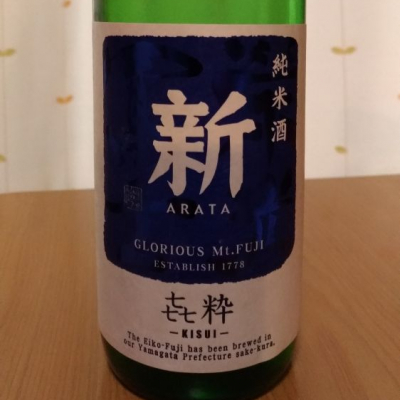 純米酒
新
ARATA
GLORIOUS Mt.FUJI
ESTABLISH 1778
㐂粋
－KISUI－
The Eiko-Fuji has been brewed in
our Yamagata Prefecture sake-kura.